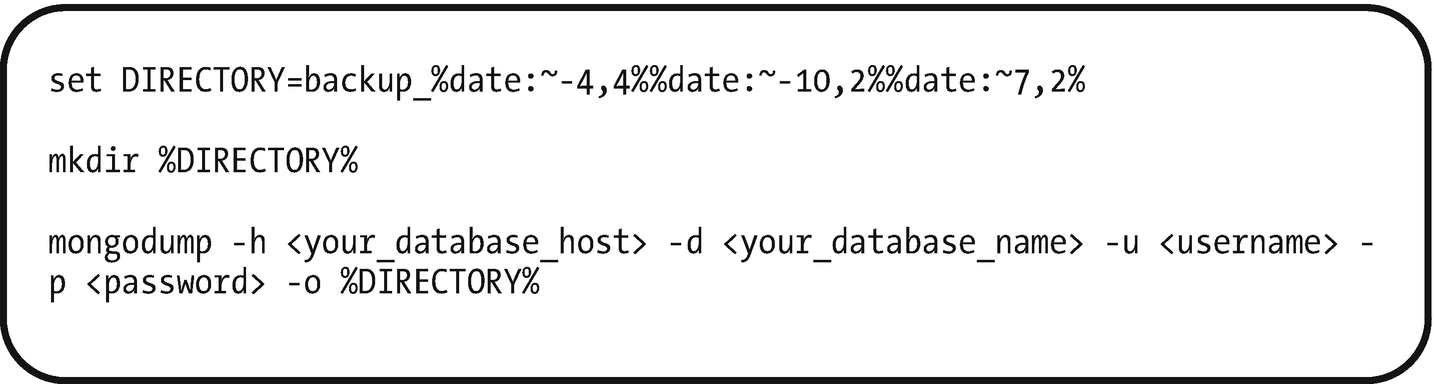 set DIRECTORY=backup_%date:~-4,4%%date:~-10,2%%date:~7,2%
mkdir %DIRECTORY%
mongodump -h <your_database_host> -d <your_database_name> -u <username> -
p <password> -o %DIRECTORY%